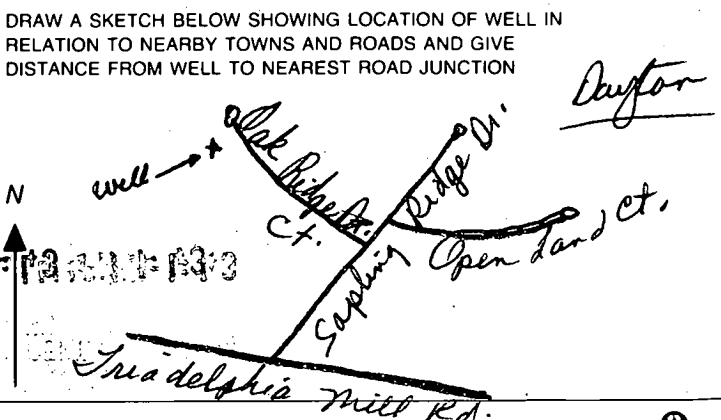 DRAW A SKETCH BELOW SHOWING LOCATION OF WELL IN
RELATION TO NEARBY TOWNS AND ROADS AND GIVE
DISTANCE FROM WELL TO NEAREST ROAD JUNCTION
Dayton
well
Oak Ridge Dr.
Ct.
Sapling Ridge Dr.
Open Land Ct.
N
Triadelphia Mill Rd.